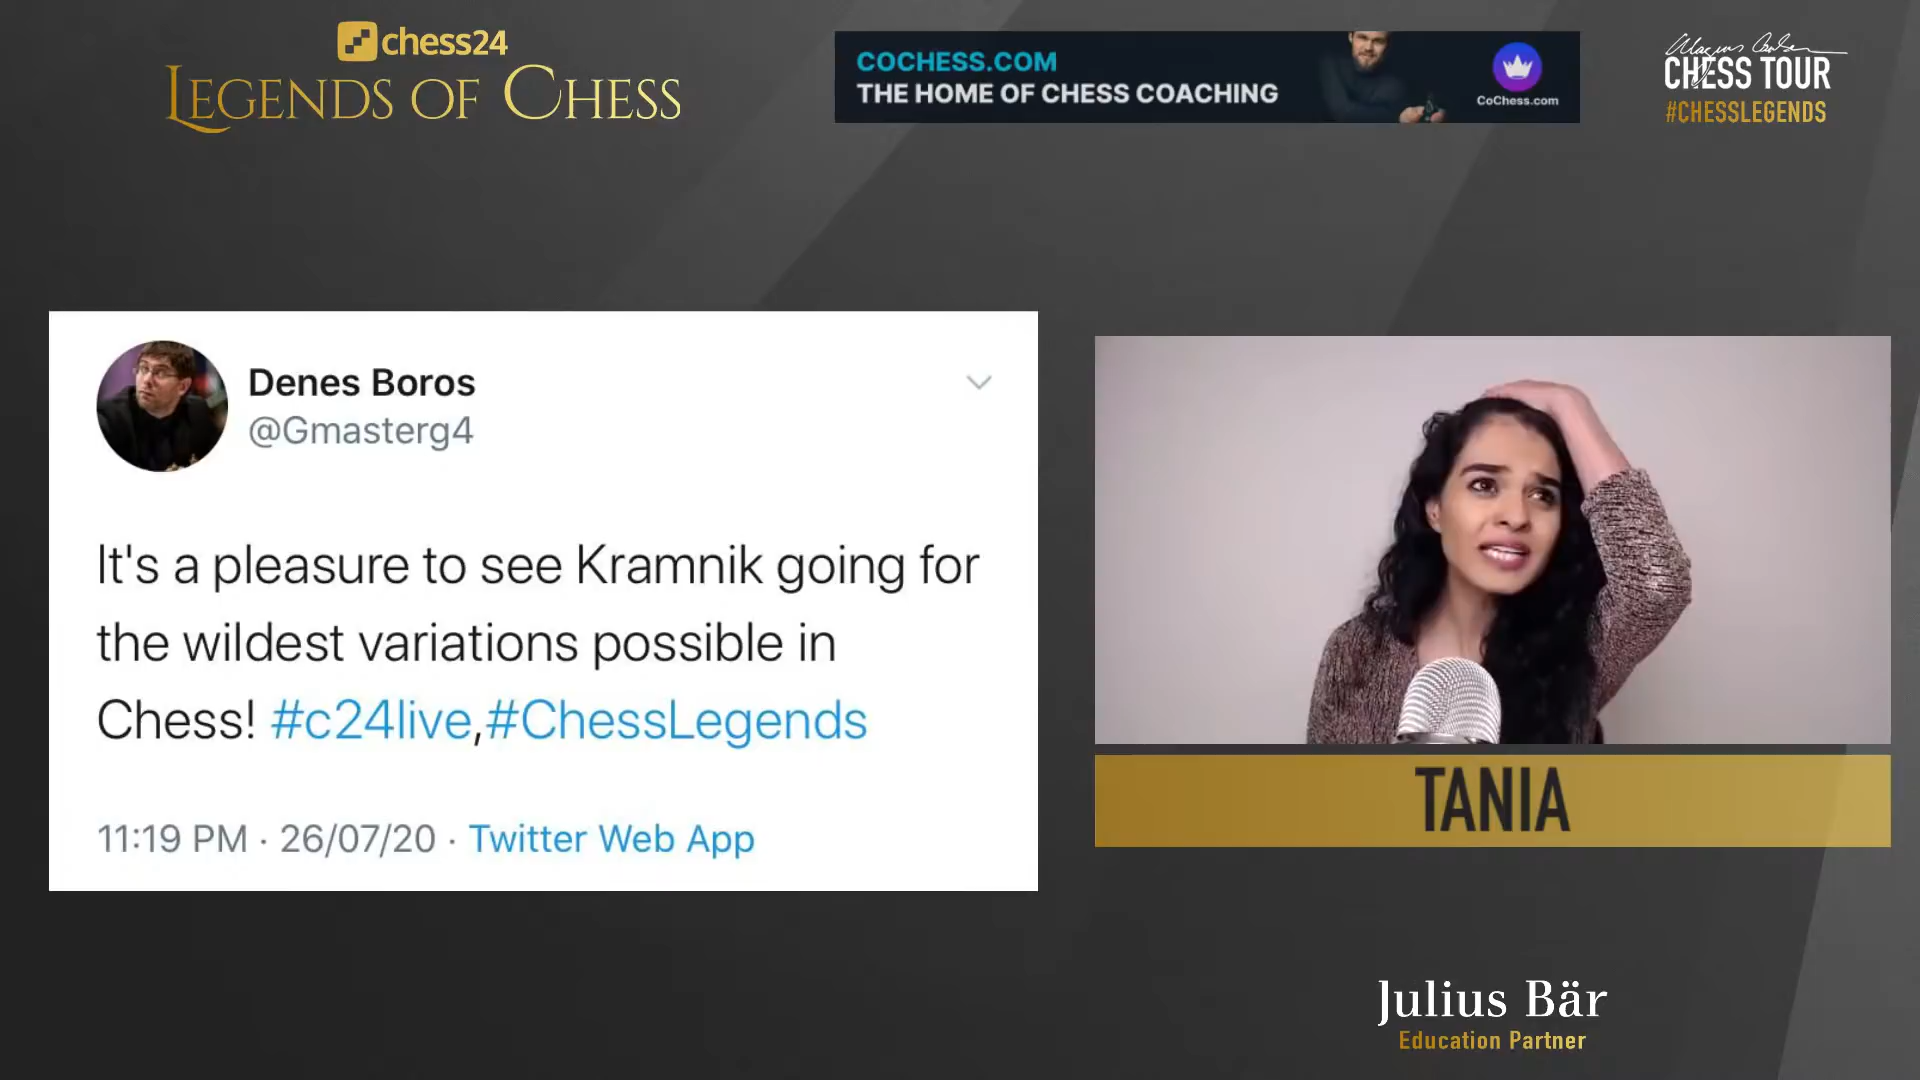 chess24
LEGENDS OF CHESS
COCHESS.COM
THE HOME OF CHESS COACHING
CoChess.com
Magnus Carlsen
CHESS TOUR
#CHESSLEGENDS
Denes Boros
@Gmasterg4
It's a pleasure to see Kramnik going for
the wildest variations possible in
Chess! #c24live,#ChessLegends
11:19 PM · 26/07/20 · Twitter Web App
TANIA
Julius Bär
Education Partner